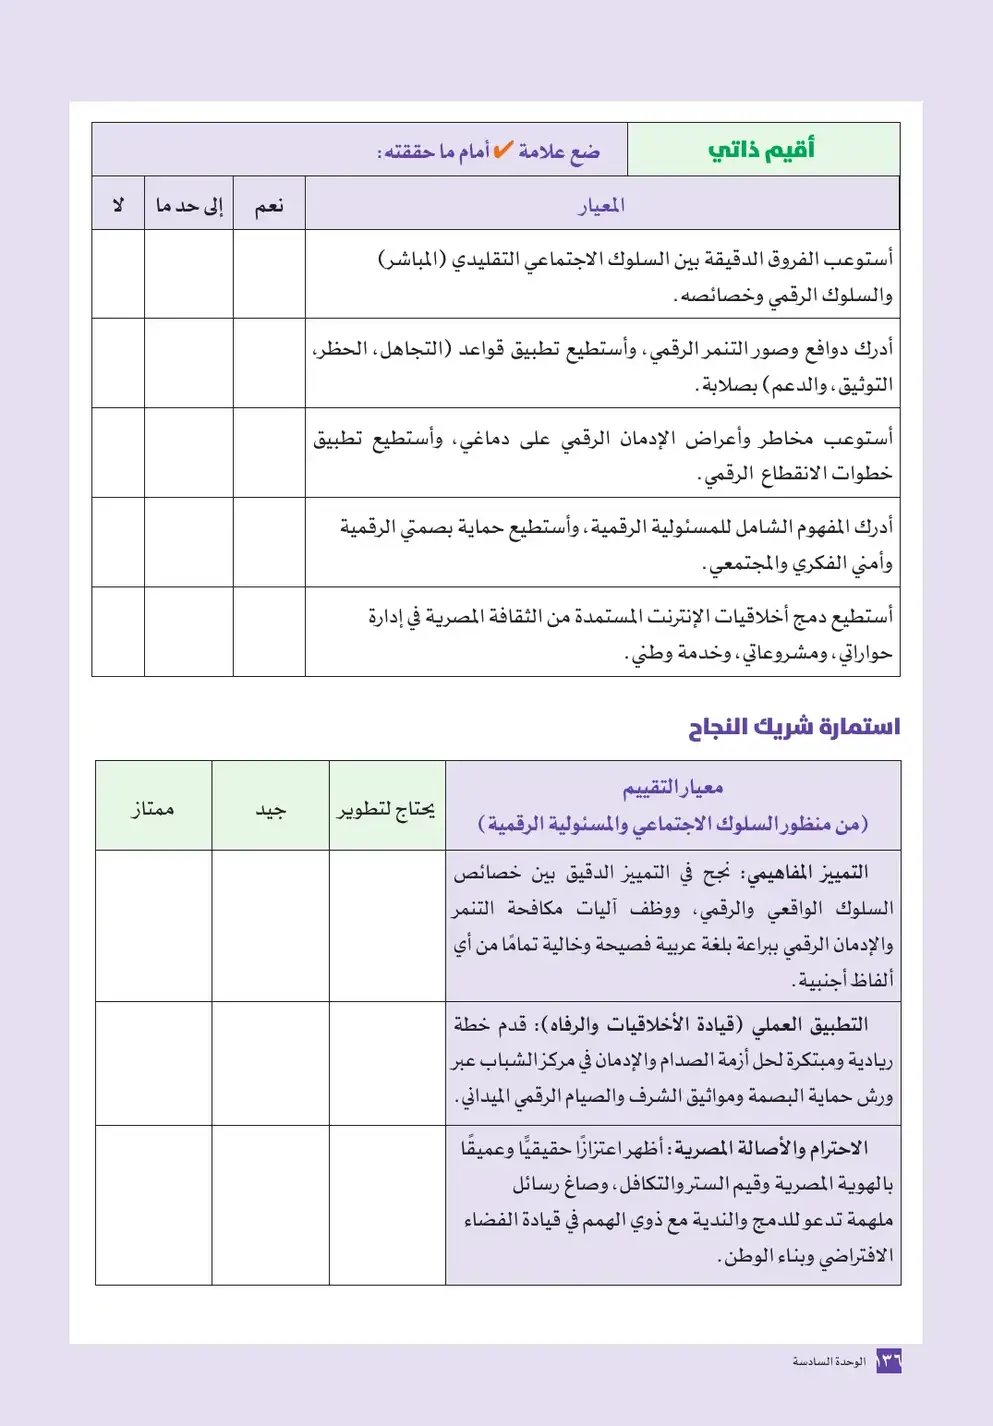 أقيم ذاتي
ضع علامة ✔ أمام ما حققته:
المعيار
نعم
إلى حد ما
لا
أستوعب الفروق الدقيقة بين السلوك الاجتماعي التقليدي (المباشر)
والسلوك الرقمي وخصائصه.
أدرك دوافع وصور التنمر الرقمي، وأستطيع تطبيق قواعد (التجاهل، الحظر،
التوثيق، والدعم) بصلابة.
أستوعب مخاطر وأعراض الإدمان الرقمي على دماغي، وأستطيع تطبيق
خطوات الانقطاع الرقمي.
أدرك المفهوم الشامل للمسئولية الرقمية، وأستطيع حماية بصمتي الرقمية
وأمني الفكري والمجتمعي.
أستطيع دمج أخلاقيات الإنترنت المستمدة من الثقافة المصرية في إدارة
حواراتي، ومشروعاتي، وخدمة وطني.
استمارة شريك النجاح
معيار التقييم
(من منظور السلوك الاجتماعي والمسئولية الرقمية)
يحتاج لتطوير
جيد
ممتاز
التمييز المفاهيمي: نجح في التمييز الدقيق بين خصائص
السلوك الواقعي والرقمي، ووظف آليات مكافحة التنمر
والإدمان الرقمي ببراعة بلغة عربية فصيحة وخالية تمامًا من أي
ألفاظ أجنبية.
التطبيق العملي (قيادة الأخلاقيات والرفاه): قدم خطة
ريادية ومبتكرة لحل أزمة الصدام والإدمان في مركز الشباب عبر
ورش حماية البصمة ومواثيق الشرف والصيام الرقمي الميداني.
الاحترام والأصالة المصرية: أظهر اعتزازًا حقيقيًّا وعميقًا
بالهوية المصرية وقيم الستر والتكافل، وصاغ رسائل
ملهمة تدعو للدمج والندية مع ذوي الهمم في قيادة الفضاء
الافتراضي وبناء الوطن.
١٣٦ الوحدة السادسة